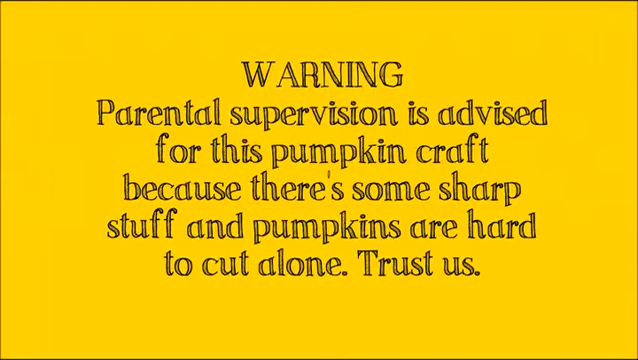 WARNING
Parental supervision is advised
for this pumpkin craft
because there's some sharp
stuff and pumpkins are hard
to cut alone. Trust us.